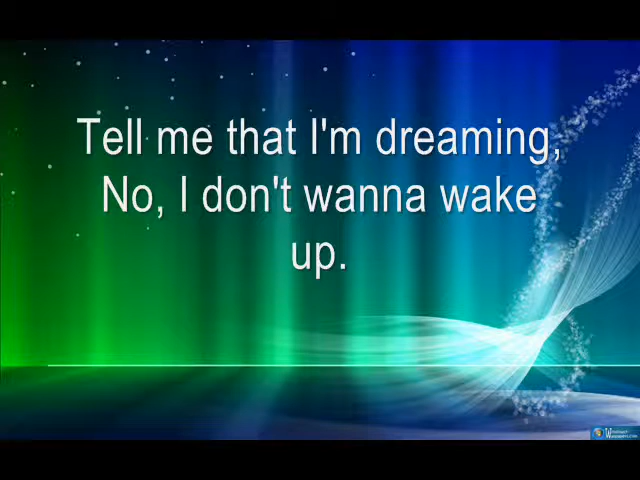 Tell me that I'm dreaming,
No, I don't wanna wake
up.